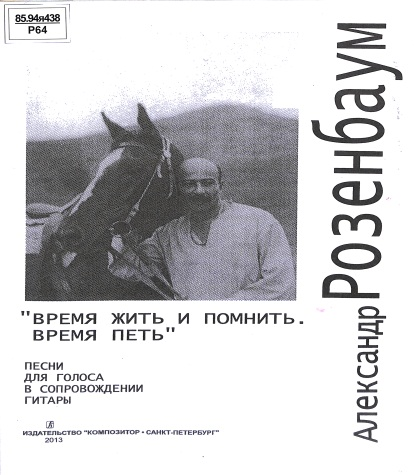 85.94я438
Р64
Александр Розенбаум
"ВРЕМЯ ЖИТЬ И ПОМНИТЬ.
ВРЕМЯ ПЕТЬ"
ПЕСНИ
ДЛЯ ГОЛОСА
В СОПРОВОЖДЕНИИ
ГИТАРЫ
ИЗДАТЕЛЬСТВО "КОМПОЗИТОР • САНКТ-ПЕТЕРБУРГ"
2013